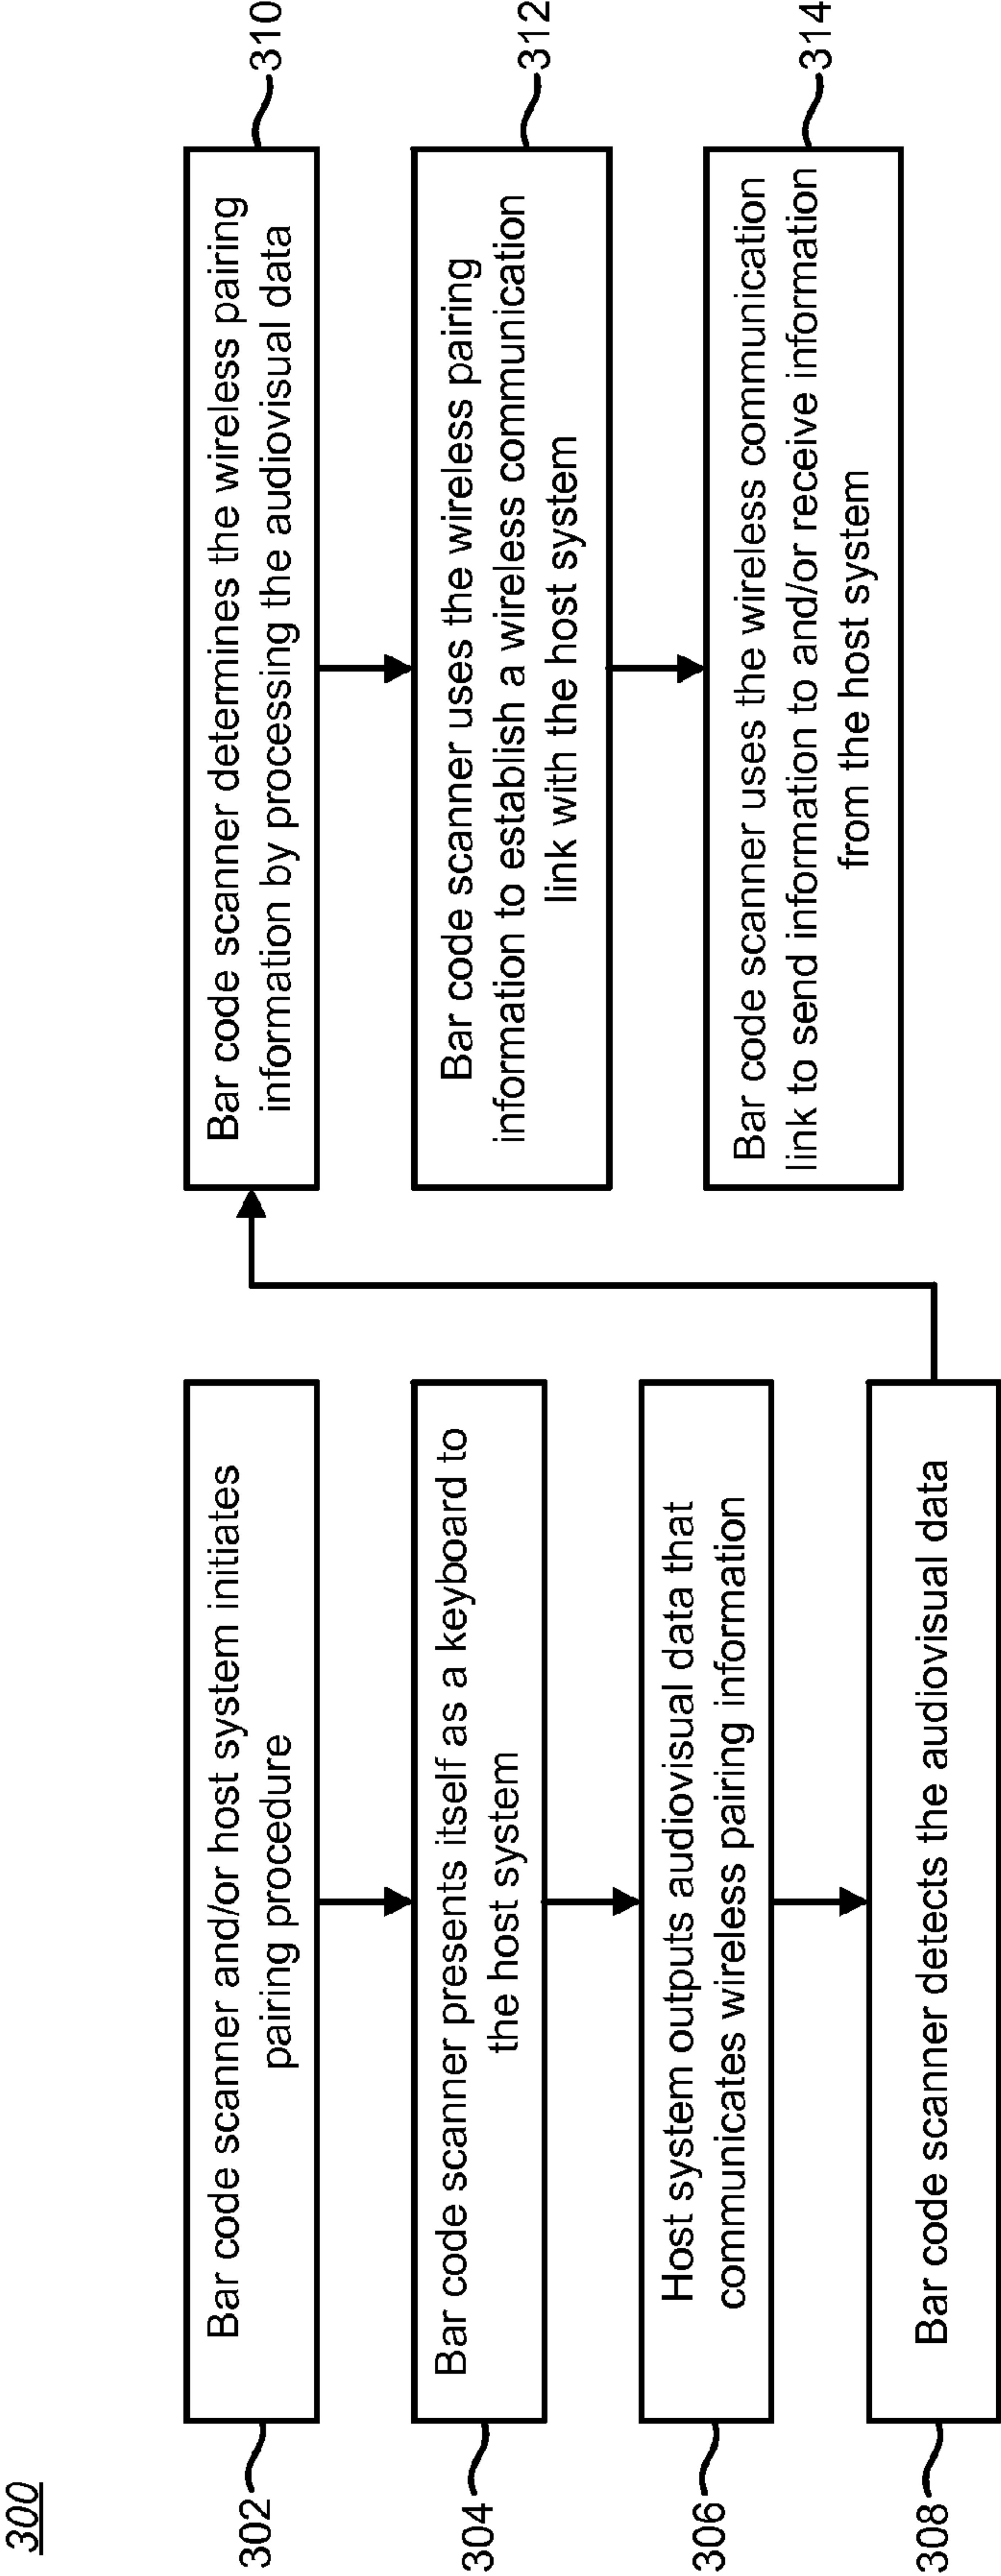 300
302
Bar code scanner and/or host system initiates
pairing procedure
304
Bar code scanner presents itself as a keyboard to
the host system
306
Host system outputs audiovisual data that
communicates wireless pairing information
308
Bar code scanner detects the audiovisual data
310
Bar code scanner determines the wireless pairing
information by processing the audiovisual data
312
Bar code scanner uses the wireless pairing
information to establish a wireless communication
link with the host system
314
Bar code scanner uses the wireless communication
link to send information to and/or receive information
from the host system